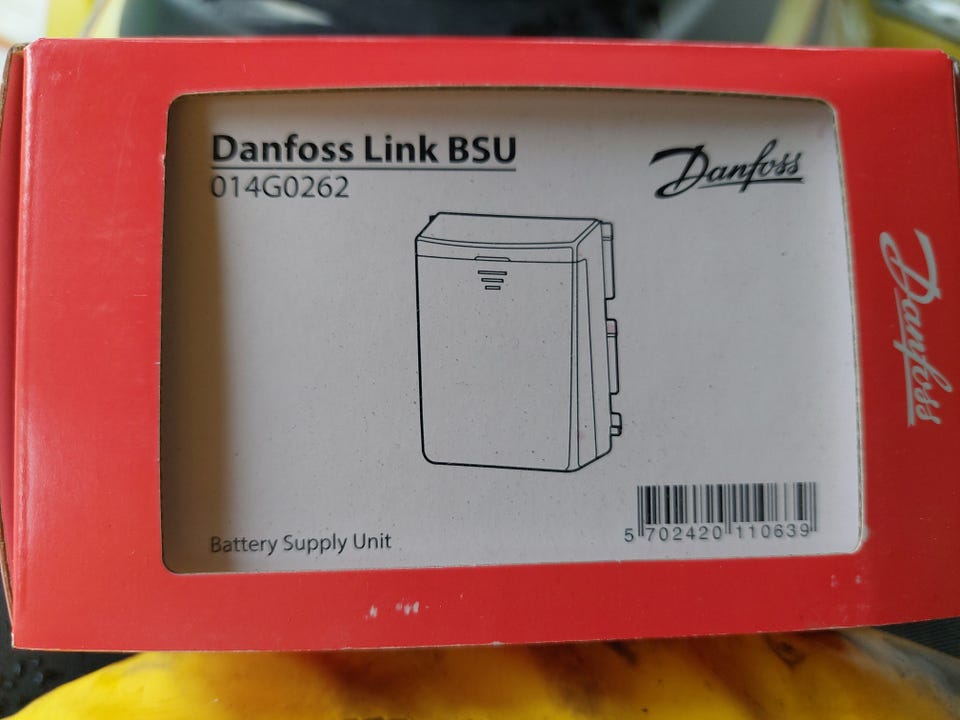 Danfoss Link BSU
014G0262
Danfoss
Danfoss
Battery Supply Unit
5 702420 110639